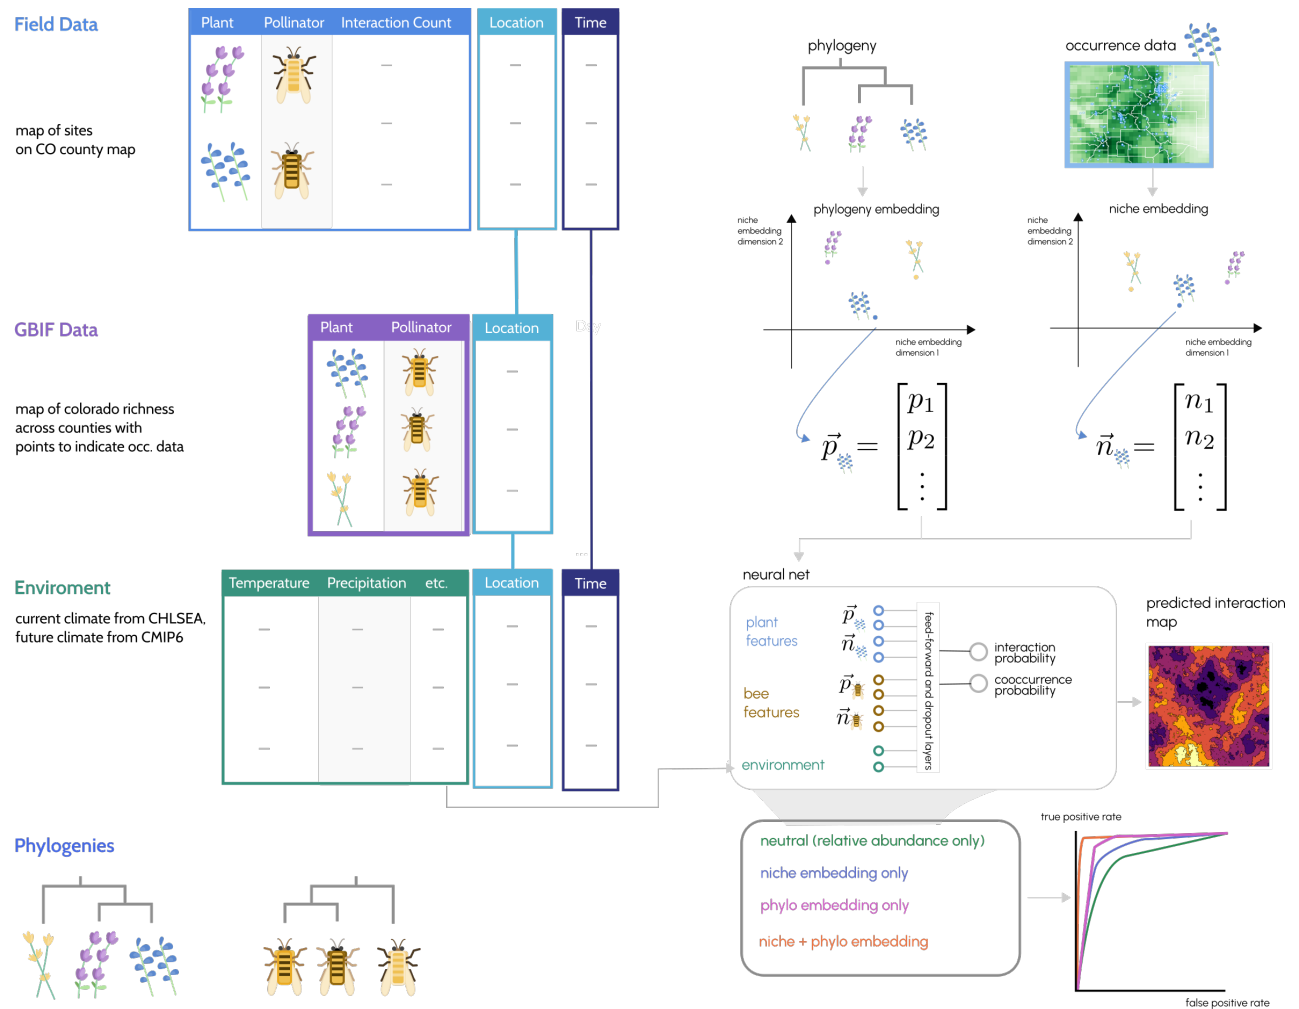 Field Data
Plant Pollinator Interaction Count Location Time
map of sites
on CO county map
GBIF Data
Plant Pollinator Location
Day
map of colorado richness
across counties with
points to indicate occ. data
Enviroment
Temperature Precipitation etc. Location Time
current climate from CHLSEA,
future climate from CMIP6
Phylogenies
phylogeny
occurrence data
phylogeny embedding
niche
embedding
dimension 2
niche embedding
dimension 1
niche embedding
niche
embedding
dimension 2
niche embedding
dimension 1
p⃗ = [p1 p2 ⋮]
n⃗ = [n1 n2 ⋮]
neural net
plant
features
p⃗
n⃗
bee
features
p⃗
n⃗
environment
feed-forward and dropout layers
interaction
probability
cooccurrence
probability
predicted interaction
map
neutral (relative abundance only)
niche embedding only
phylo embedding only
niche + phylo embedding
true positive rate
false positive rate